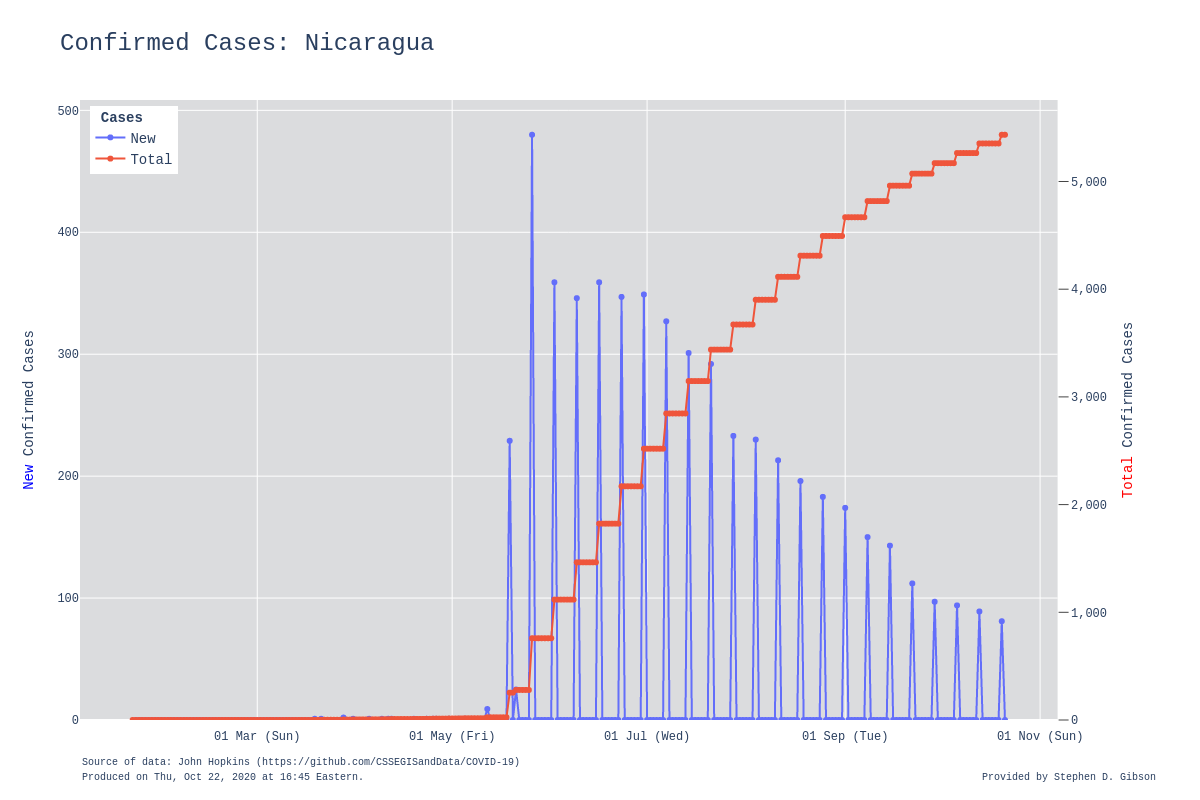 Confirmed Cases: Nicaragua
Cases
New
Total
500
400
300
200
100
0
5,000
4,000
3,000
2,000
1,000
0
New Confirmed Cases
Total Confirmed Cases
01 Mar (Sun)
01 May (Fri)
01 Jul (Wed)
01 Sep (Tue)
01 Nov (Sun)
Source of data: John Hopkins (https://github.com/CSSEGISandData/COVID-19)
Produced on Thu, Oct 22, 2020 at 16:45 Eastern.
Provided by Stephen D. Gibson